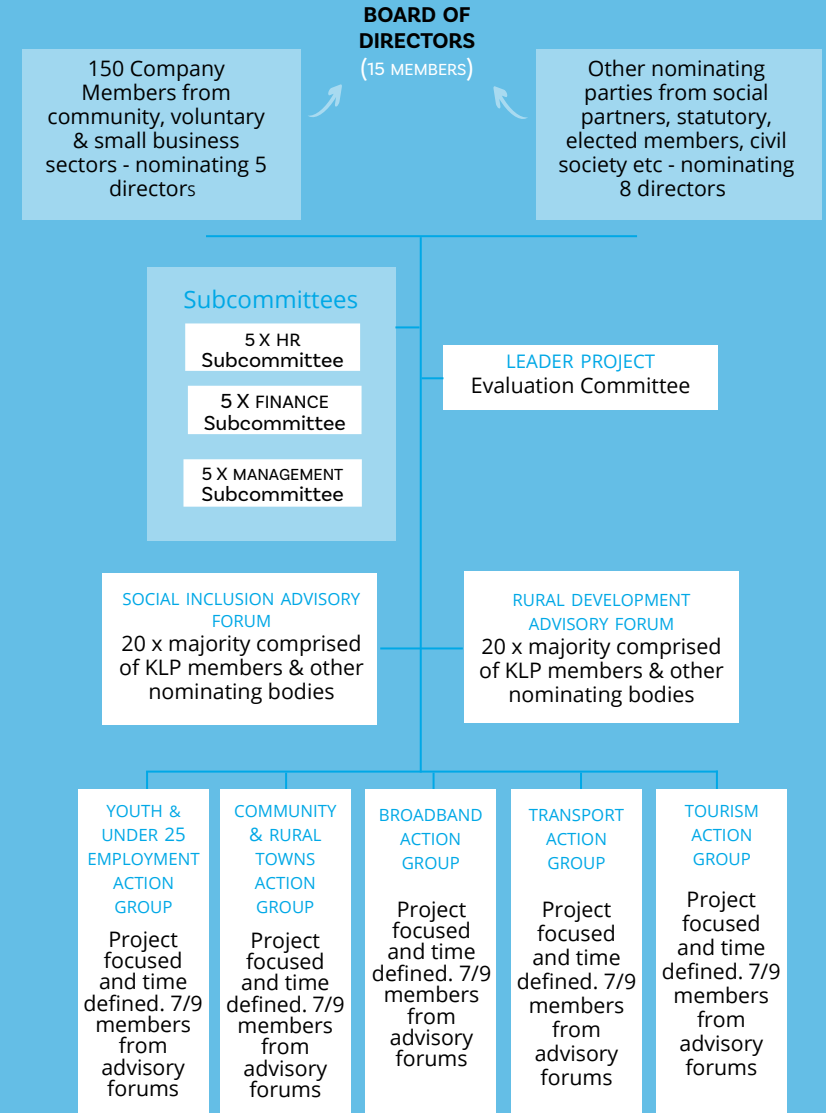 BOARD OF
DIRECTORS
(15 MEMBERS)
150 Company
Members from
community, voluntary
& small business
sectors - nominating 5
directors
Other nominating
parties from social
partners, statutory,
elected members, civil
society etc - nominating
8 directors
Subcommittees
5 X HR
Subcommittee
5 X FINANCE
Subcommittee
5 X MANAGEMENT
Subcommittee
LEADER PROJECT
Evaluation Committee
SOCIAL INCLUSION ADVISORY
FORUM
20 x majority comprised
of KLP members & other
nominating bodies
RURAL DEVELOPMENT
ADVISORY FORUM
20 x majority comprised
of KLP members & other
nominating bodies
YOUTH &
UNDER 25
EMPLOYMENT
ACTION
GROUP
Project
focused
and time
defined. 7/9
members
from
advisory
forums
COMMUNITY
& RURAL
TOWNS
ACTION
GROUP
Project
focused
and time
defined. 7/9
members
from
advisory
forums
BROADBAND
ACTION
GROUP
Project
focused
and time
defined. 7/9
members
from
advisory
forums
TRANSPORT
ACTION
GROUP
Project
focused
and time
defined. 7/9
members
from
advisory
forums
TOURISM
ACTION
GROUP
Project
focused
and time
defined. 7/9
members
from
advisory
forums